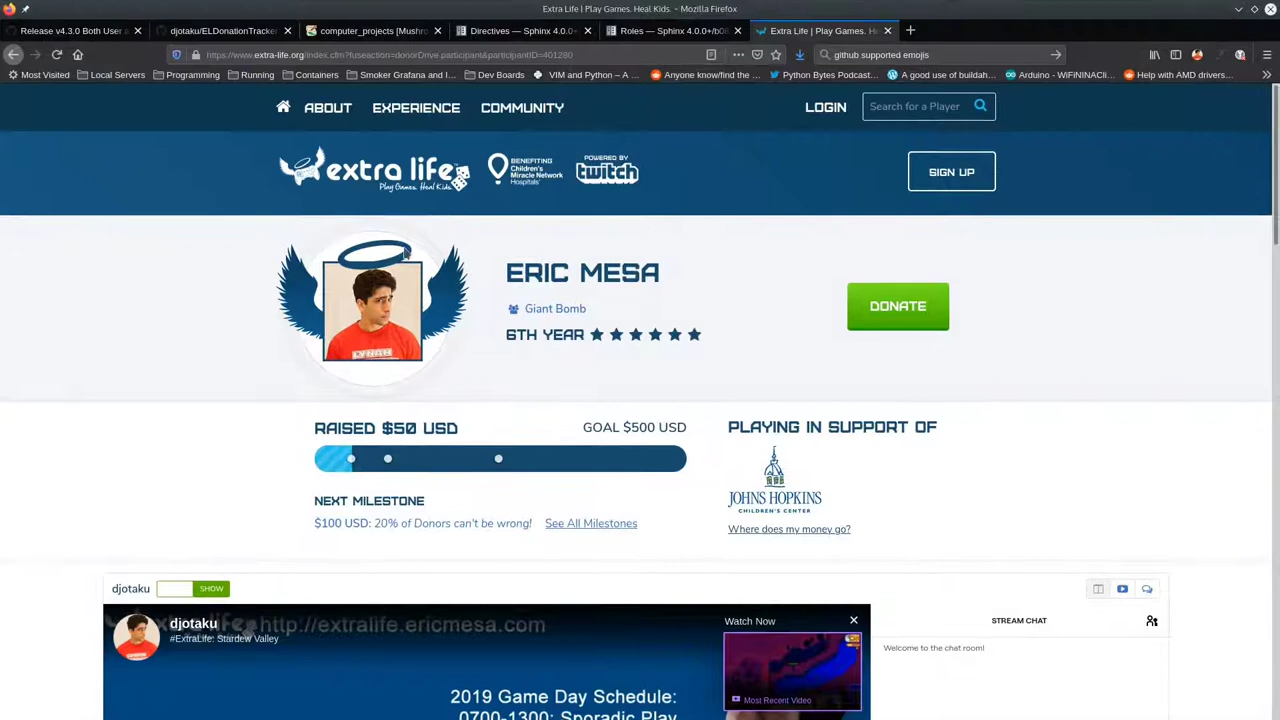 Extra Life | Play Games. Heal Kids. - Mozilla Firefox
Release v4.3.0 Both User a
djotaku/ELDonationTracker
computer_projects [Mushro
Directives — Sphinx 4.0.0+
Roles — Sphinx 4.0.0+/b08
Extra Life | Play Games. He
https://www.extra-life.org/index.cfm?fuseaction=donorDrive.participant&participantID=401280
github supported emojis
Most Visited
Local Servers
Programming
Running
Containers
Smoker Grafana and I…
Dev Boards
VIM and Python – A …
Anyone know/find the …
Python Bytes Podcast…
A good use of buildah…
Arduino - WiFiNINACli…
Help with AMD drivers…
ABOUT
EXPERIENCE
COMMUNITY
LOGIN
Search for a Player
extra life
Play Games. Heal Kids.
BENEFITING
Children's
Miracle Network
Hospitals
POWERED BY
twitch
SIGN UP
ERIC MESA
Giant Bomb
6TH YEAR
DONATE
RAISED $50 USD
GOAL $500 USD
PLAYING IN SUPPORT OF
JOHNS HOPKINS
CHILDREN'S CENTER
NEXT MILESTONE
$100 USD: 20% of Donors can't be wrong!
See All Milestones
Where does my money go?
djotaku
SHOW
http://extralife.ericmesa.com
djotaku
#ExtraLife: Stardew Valley
Watch Now
Most Recent Video
STREAM CHAT
Welcome to the chat room!
2019 Game Day Schedule:
0700-1300: Sporadic Play